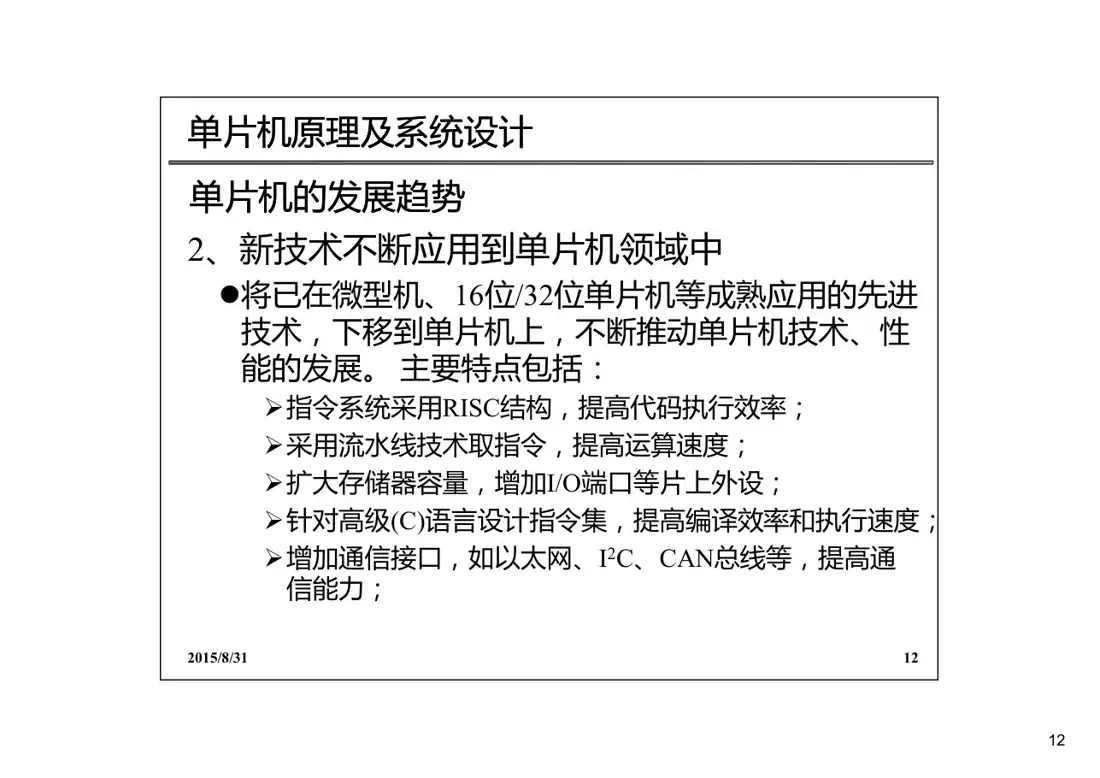 单片机原理及系统设计
单片机的发展趋势
2、新技术不断应用到单片机领域中
●将已在微型机、16位/32位单片机等成熟应用的先进
技术，下移到单片机上，不断推动单片机技术、性
能的发展。 主要特点包括：
➢指令系统采用RISC结构，提高代码执行效率；
➢采用流水线技术取指令，提高运算速度；
➢扩大存储器容量，增加I/O端口等片上外设；
➢针对高级(C)语言设计指令集，提高编译效率和执行速度；
➢增加通信接口，如以太网、I²C、CAN总线等，提高通
信能力；
2015/8/31
12
12